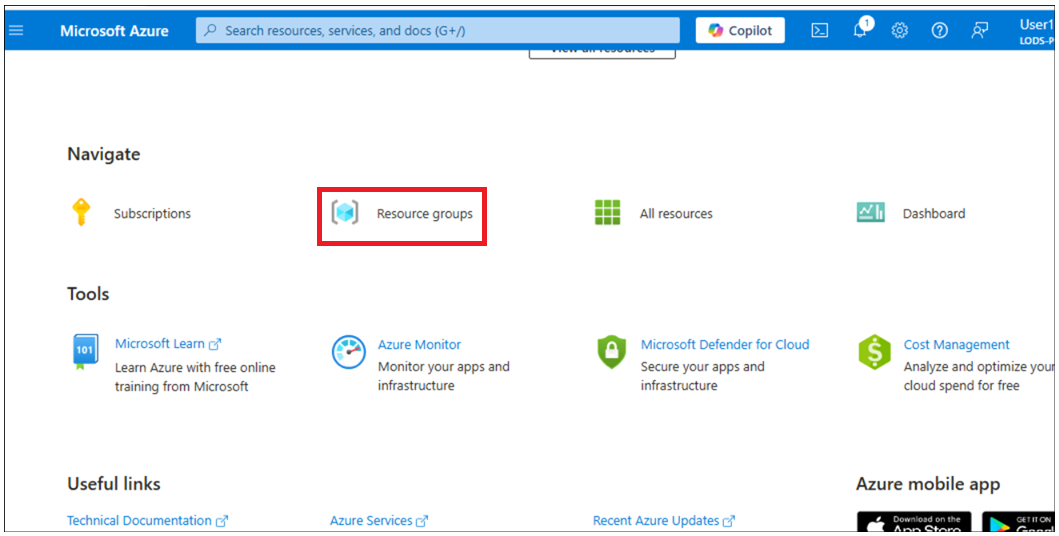 Microsoft Azure
Search resources, services, and docs (G+/)
Copilot
1
User1
LODS-P
View all resources
Navigate
Subscriptions
Resource groups
All resources
Dashboard
Tools
101
Microsoft Learn
Learn Azure with free online
training from Microsoft
Azure Monitor
Monitor your apps and
infrastructure
Microsoft Defender for Cloud
Secure your apps and
infrastructure
$
Cost Management
Analyze and optimize your
cloud spend for free
Useful links
Azure mobile app
Technical Documentation
Azure Services
Recent Azure Updates
Download on the
App Store
GET IT ON